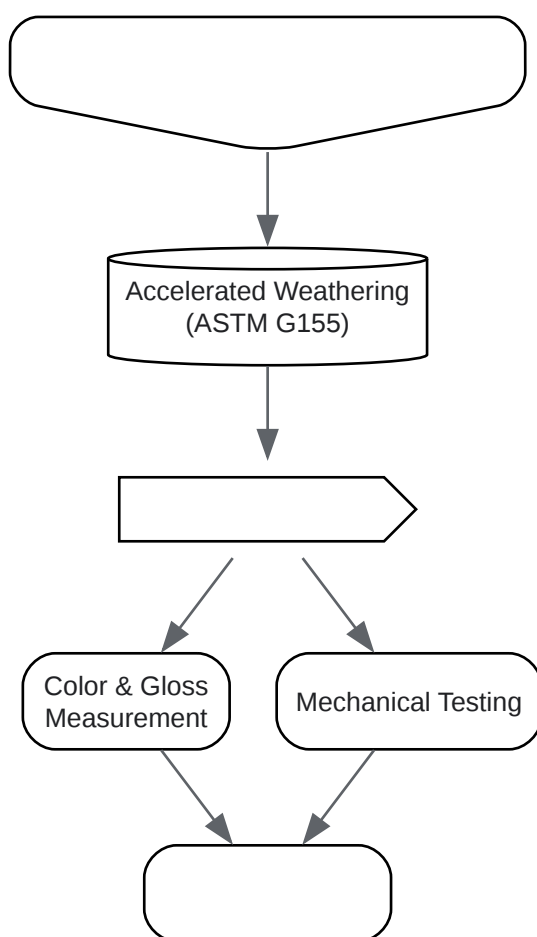 Accelerated Weathering
(ASTM G155)
Color & Gloss
Measurement
Mechanical Testing